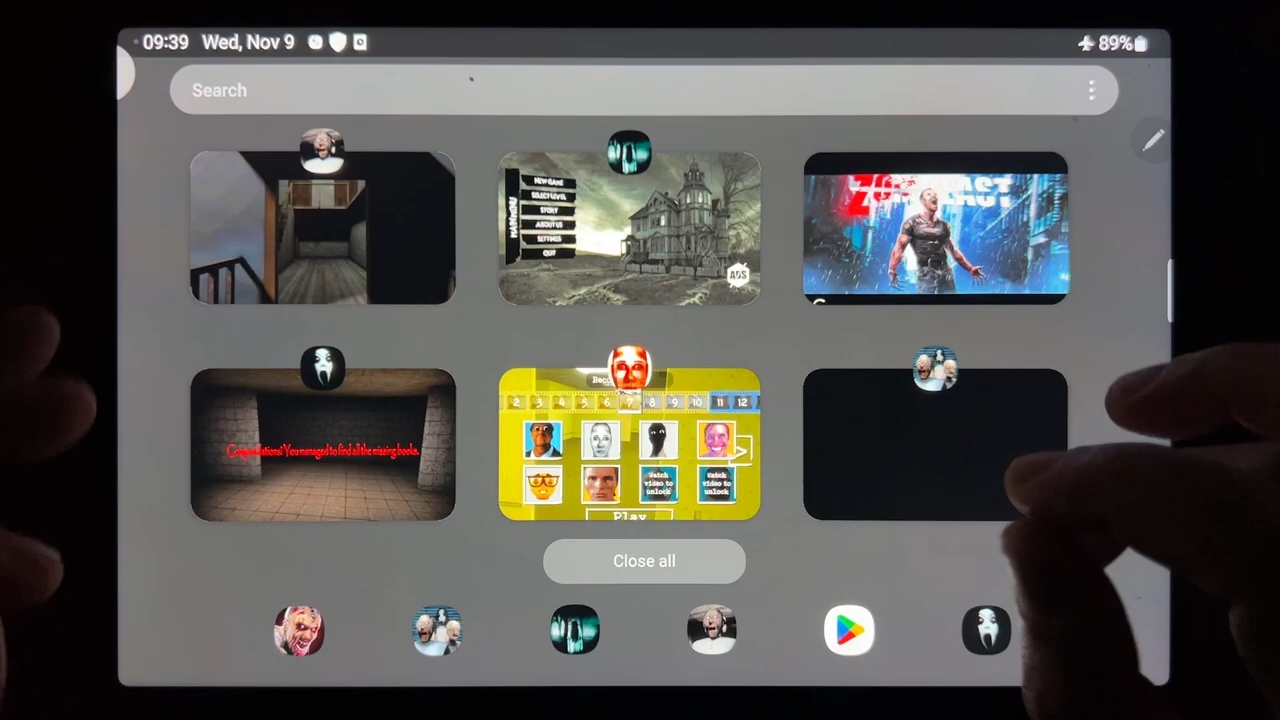 09:39 Wed, Nov 9 89%
Search
NEW GAME
SELECT LEVEL
STORY
ABOUT US
SETTINGS
QUIT
ADS
Congratulations! You managed to find all the missing books.
2 3 4 5 6 7 8 9 10 11 12
>
Watch
video to
unlock
Watch
video to
unlock
Play
Close all